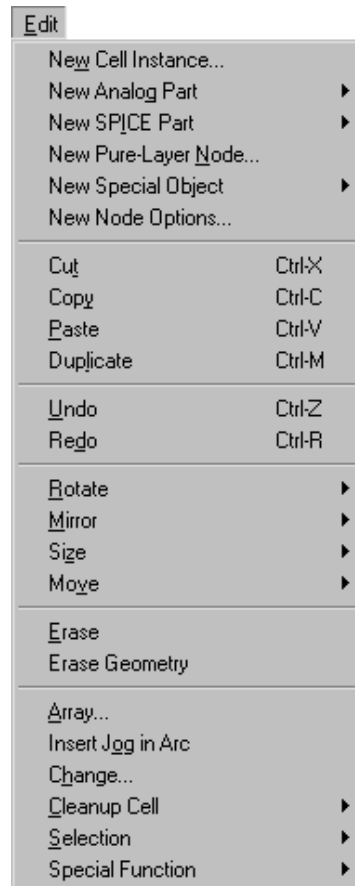 Edit
New Cell Instance...
New Analog Part
New SPICE Part
New Pure-Layer Node...
New Special Object
New Node Options...
Cut Ctrl-X
Copy Ctrl-C
Paste Ctrl-V
Duplicate Ctrl-M
Undo Ctrl-Z
Redo Ctrl-R
Rotate
Mirror
Size
Move
Erase
Erase Geometry
Array...
Insert Jog in Arc
Change...
Cleanup Cell
Selection
Special Function